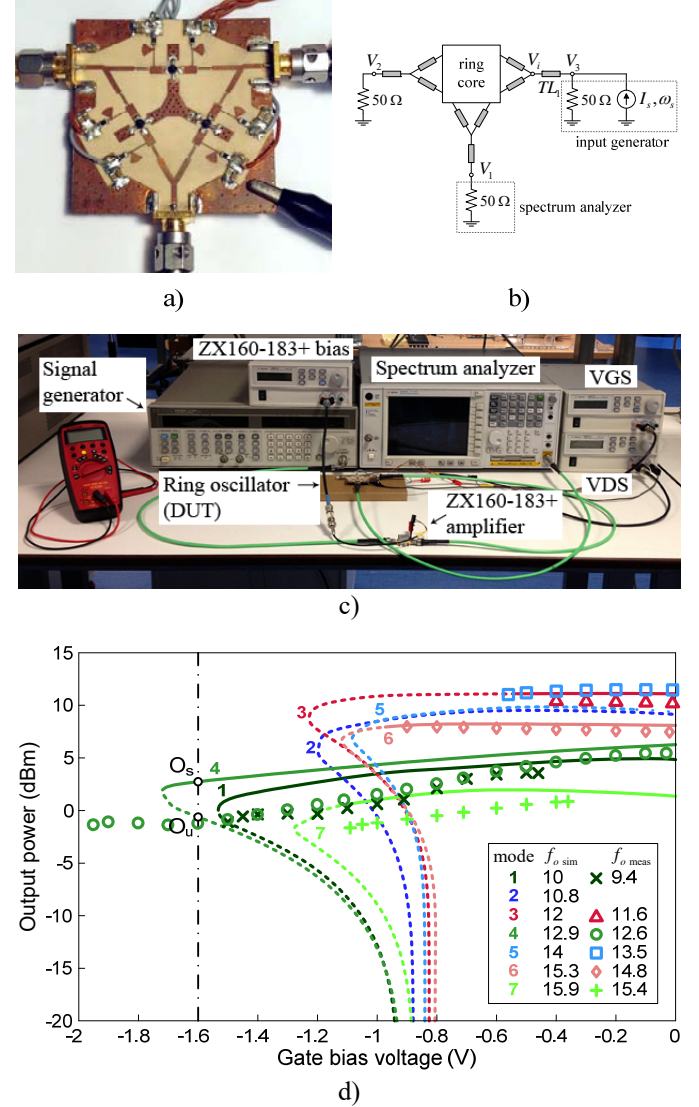 V2
ring
core
Vi
V3
TL1
50 Ω
50 Ω
Is, ωs
input generator
V1
50 Ω
spectrum analyzer
a)
b)
ZX160-183+ bias
Signal
generator
Spectrum analyzer
VGS
Ring oscillator
(DUT)
ZX160-183+
amplifier
VDS
c)
15
10
5
0
-5
-10
-15
-20
Output power (dBm)
3
5
2
6
Os
4
1
Ou
7
mode fo sim fo meas
1 10 9.4
2 10.8
3 12 11.6
4 12.9 12.6
5 14 13.5
6 15.3 14.8
7 15.9 15.4
-2 -1.8 -1.6 -1.4 -1.2 -1 -0.8 -0.6 -0.4 -0.2 0
Gate bias voltage (V)
d)